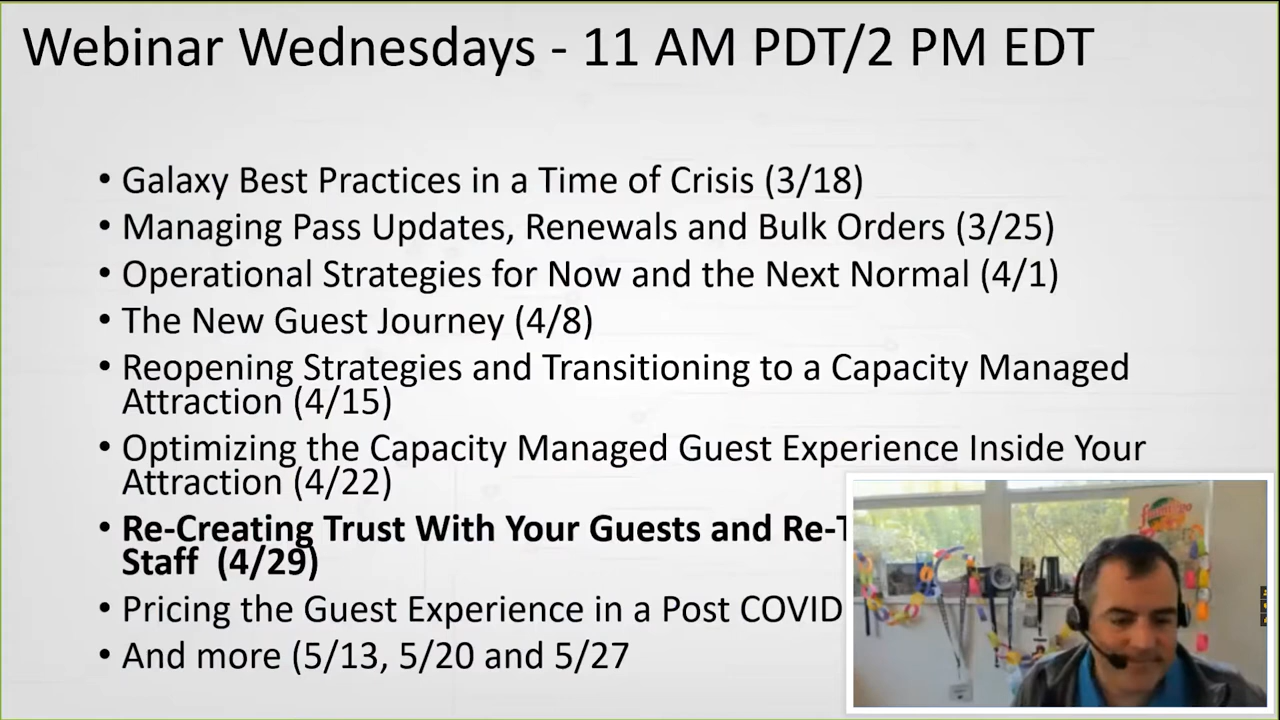 Webinar Wednesdays - 11 AM PDT/2 PM EDT
• Galaxy Best Practices in a Time of Crisis (3/18)
• Managing Pass Updates, Renewals and Bulk Orders (3/25)
• Operational Strategies for Now and the Next Normal (4/1)
• The New Guest Journey (4/8)
• Reopening Strategies and Transitioning to a Capacity Managed
Attraction (4/15)
• Optimizing the Capacity Managed Guest Experience Inside Your
Attraction (4/22)
• Re-Creating Trust With Your Guests and Re-T
Staff (4/29)
• Pricing the Guest Experience in a Post COVID
• And more (5/13, 5/20 and 5/27